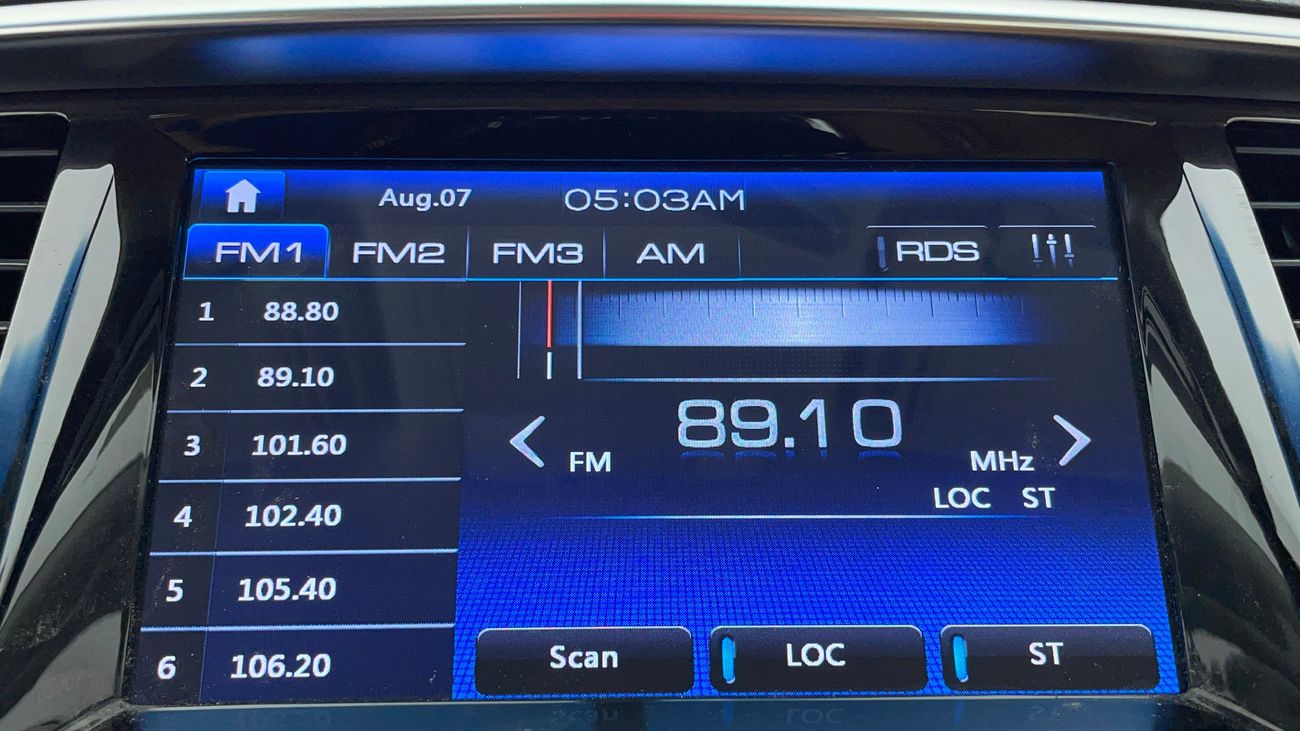 Aug.07 05:03AM
FM1 FM2 FM3 AM RDS
1 88.80
2 89.10
3 101.60
4 102.40
5 105.40
6 106.20
FM 89.10 MHz
LOC ST
Scan LOC ST